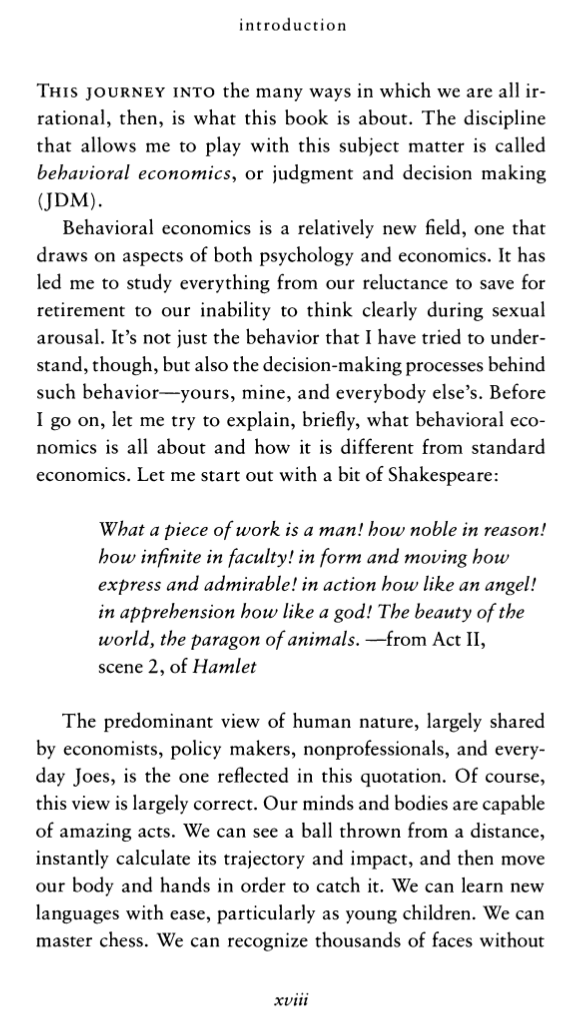 introduction
THIS JOURNEY INTO the many ways in which we are all ir-
rational, then, is what this book is about. The discipline
that allows me to play with this subject matter is called
behavioral economics, or judgment and decision making
(JDM).
Behavioral economics is a relatively new field, one that
draws on aspects of both psychology and economics. It has
led me to study everything from our reluctance to save for
retirement to our inability to think clearly during sexual
arousal. It's not just the behavior that I have tried to under-
stand, though, but also the decision-making processes behind
such behavior—yours, mine, and everybody else's. Before
I go on, let me try to explain, briefly, what behavioral eco-
nomics is all about and how it is different from standard
economics. Let me start out with a bit of Shakespeare:
What a piece of work is a man! how noble in reason!
how infinite in faculty! in form and moving how
express and admirable! in action how like an angel!
in apprehension how like a god! The beauty of the
world, the paragon of animals. —from Act II,
scene 2, of Hamlet
The predominant view of human nature, largely shared
by economists, policy makers, nonprofessionals, and every-
day Joes, is the one reflected in this quotation. Of course,
this view is largely correct. Our minds and bodies are capable
of amazing acts. We can see a ball thrown from a distance,
instantly calculate its trajectory and impact, and then move
our body and hands in order to catch it. We can learn new
languages with ease, particularly as young children. We can
master chess. We can recognize thousands of faces without
xviii